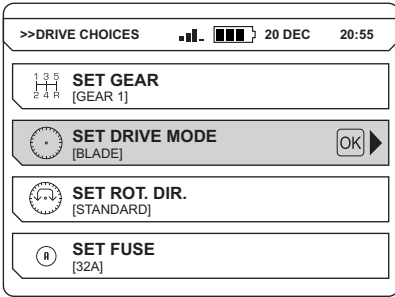 >>DRIVE CHOICES 20 DEC 20:55
1 3 5
2 4 R
SET GEAR
[GEAR 1]
SET DRIVE MODE
[BLADE]
OK
SET ROT. DIR.
[STANDARD]
A
SET FUSE
[32A]